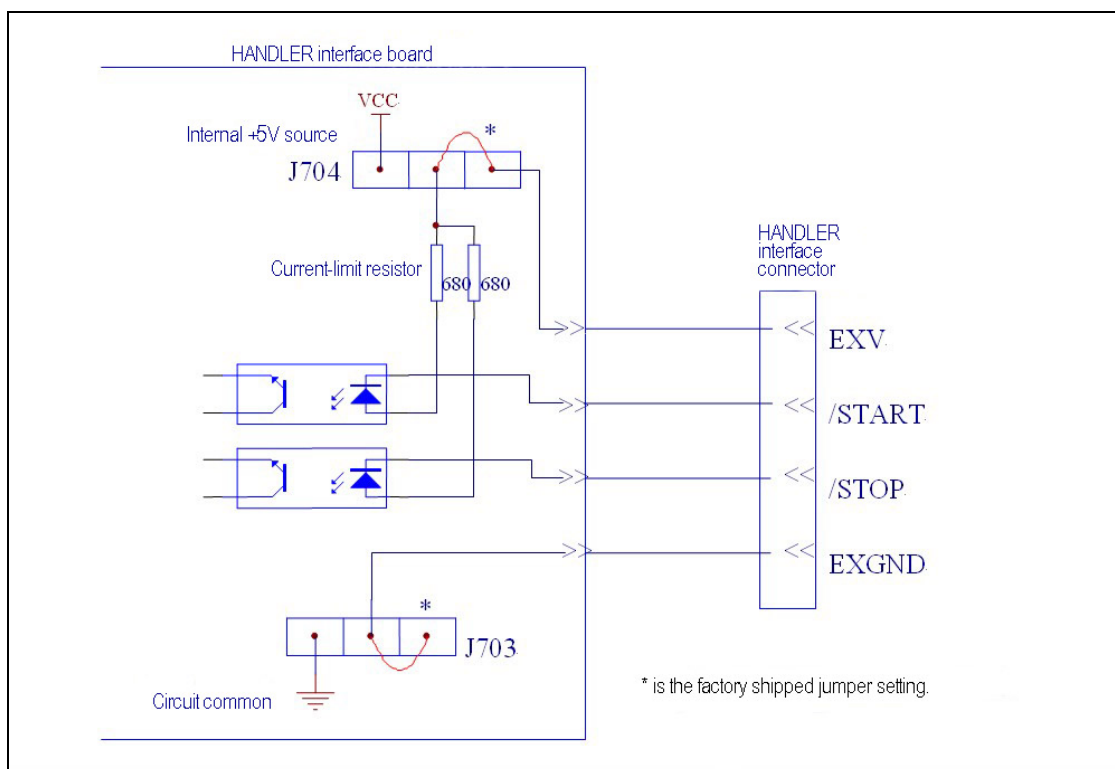 HANDLER interface board
VCC
*
Internal +5V source
J704
HANDLER
interface
connector
Current-limit resistor
680 680
EXV
/START
/STOP
EXGND
*
J703
* is the factory shipped jumper setting.
Circuit common